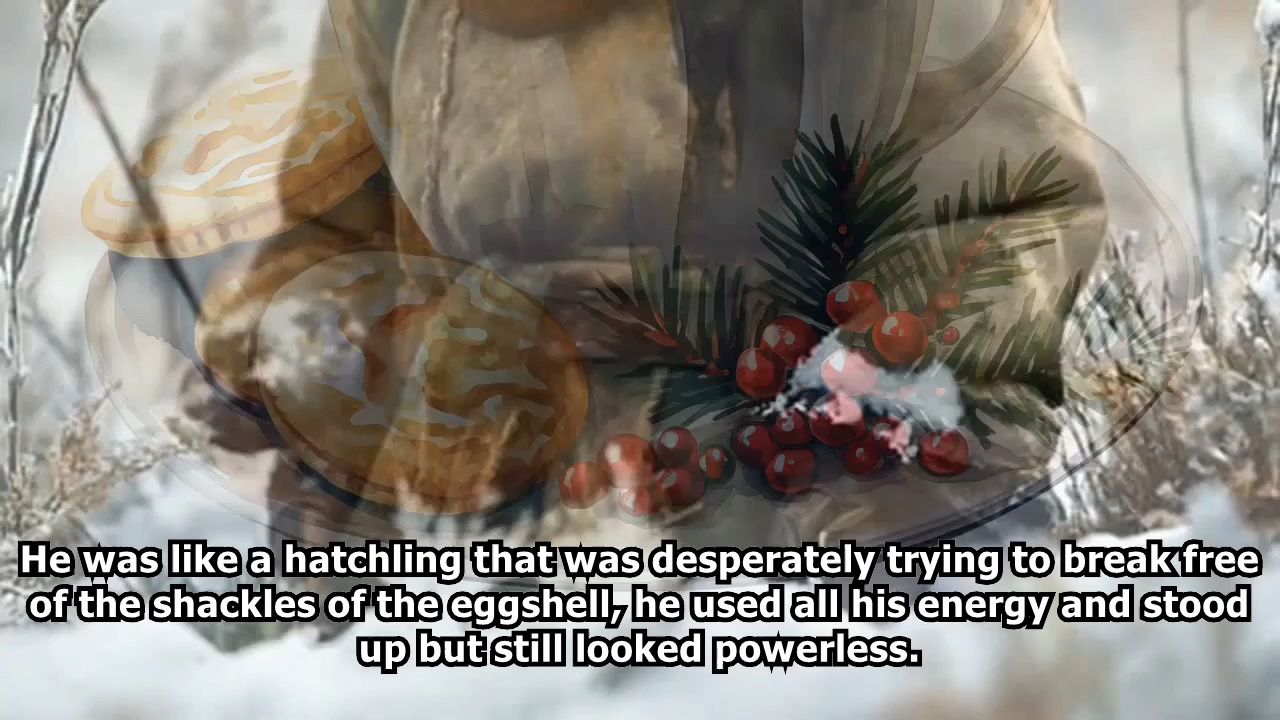 He was like a hatchling that was desperately trying to break free
of the shackles of the eggshell, he used all his energy and stood
up but still looked powerless.